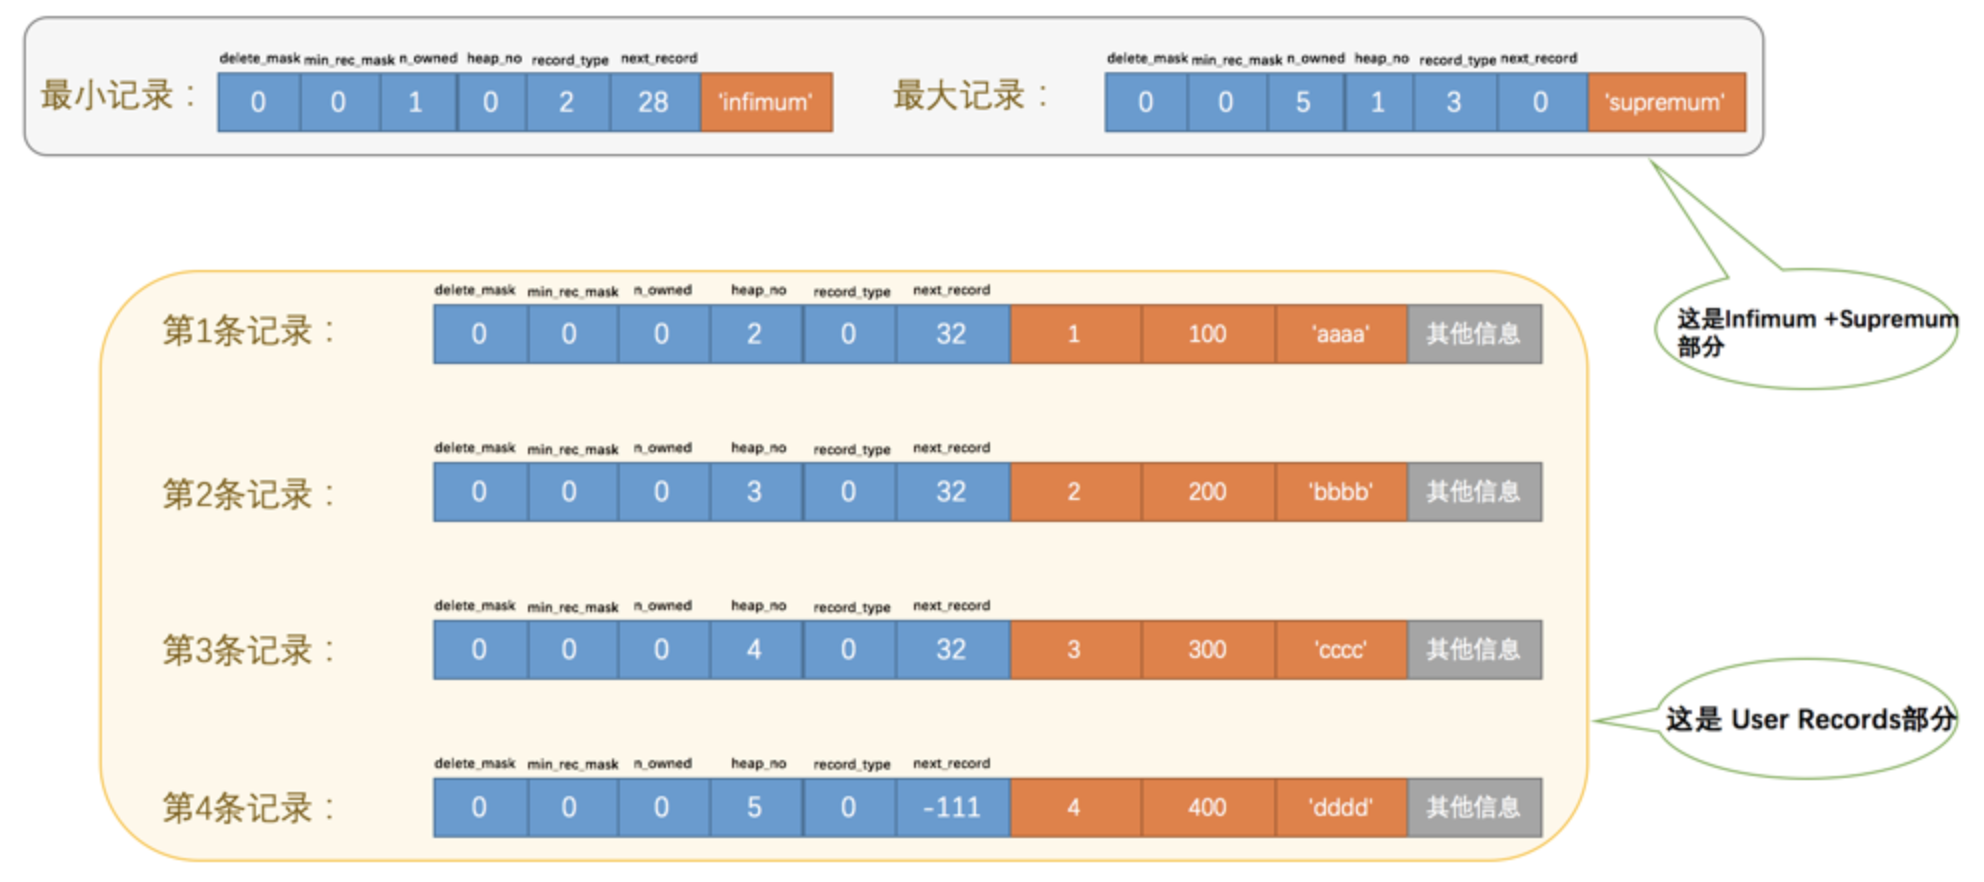 delete_mask min_rec_mask n_owned heap_no record_type next_record
最小记录： 0 0 1 0 2 28 'infimum'
delete_mask min_rec_mask n_owned heap_no record_type next_record
最大记录： 0 0 5 1 3 0 'supremum'
这是Infimum +Supremum
部分
delete_mask min_rec_mask n_owned heap_no record_type next_record
第1条记录： 0 0 0 2 0 32 1 100 'aaaa' 其他信息
delete_mask min_rec_mask n_owned heap_no record_type next_record
第2条记录： 0 0 0 3 0 32 2 200 'bbbb' 其他信息
delete_mask min_rec_mask n_owned heap_no record_type next_record
第3条记录： 0 0 0 4 0 32 3 300 'cccc' 其他信息
这是 User Records部分
delete_mask min_rec_mask n_owned heap_no record_type next_record
第4条记录： 0 0 0 5 0 -111 4 400 'dddd' 其他信息